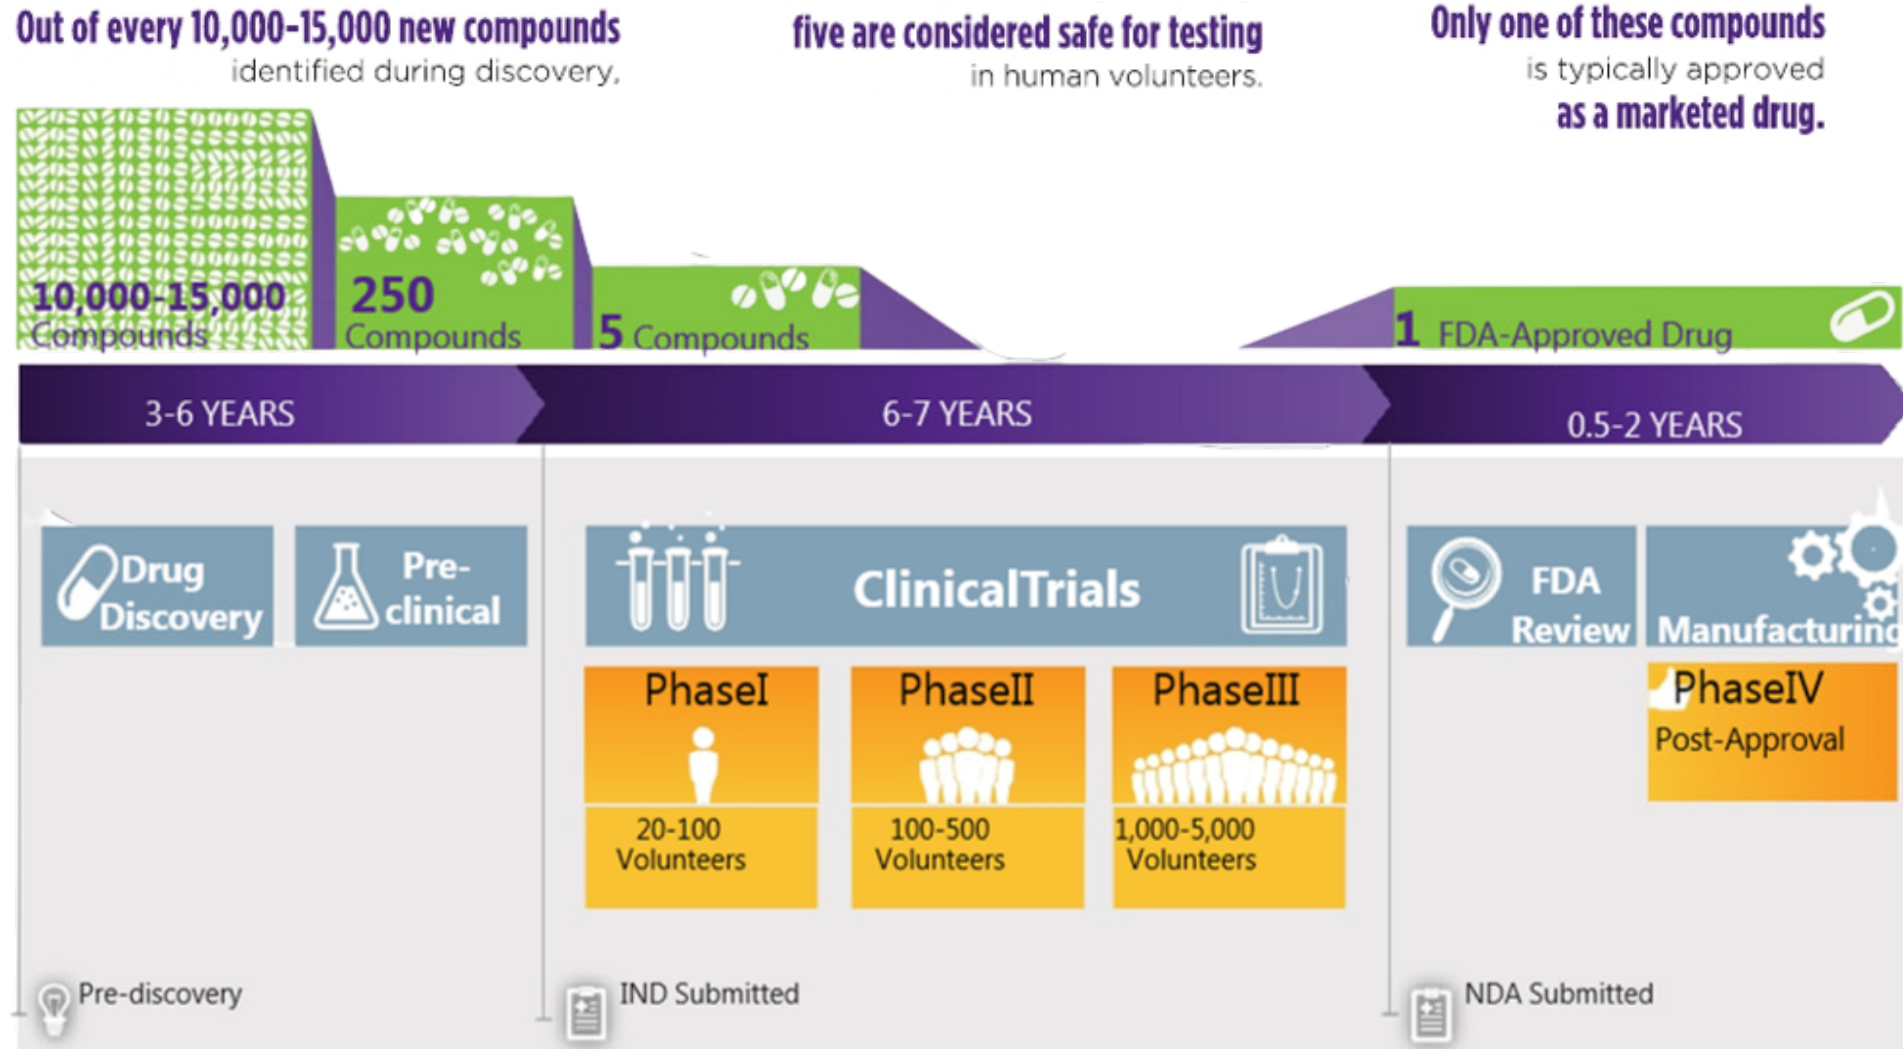 Out of every 10,000-15,000 new compounds
identified during discovery,
five are considered safe for testing
in human volunteers.
Only one of these compounds
is typically approved
as a marketed drug.
10,000-15,000
Compounds
250
Compounds
5 Compounds
1 FDA-Approved Drug
3-6 YEARS
6-7 YEARS
0.5-2 YEARS
Drug
Discovery
Pre-
clinical
ClinicalTrials
FDA
Review
Manufacturing
PhaseI
PhaseII
PhaseIII
PhaseIV
Post-Approval
20-100
Volunteers
100-500
Volunteers
1,000-5,000
Volunteers
Pre-discovery
IND Submitted
NDA Submitted